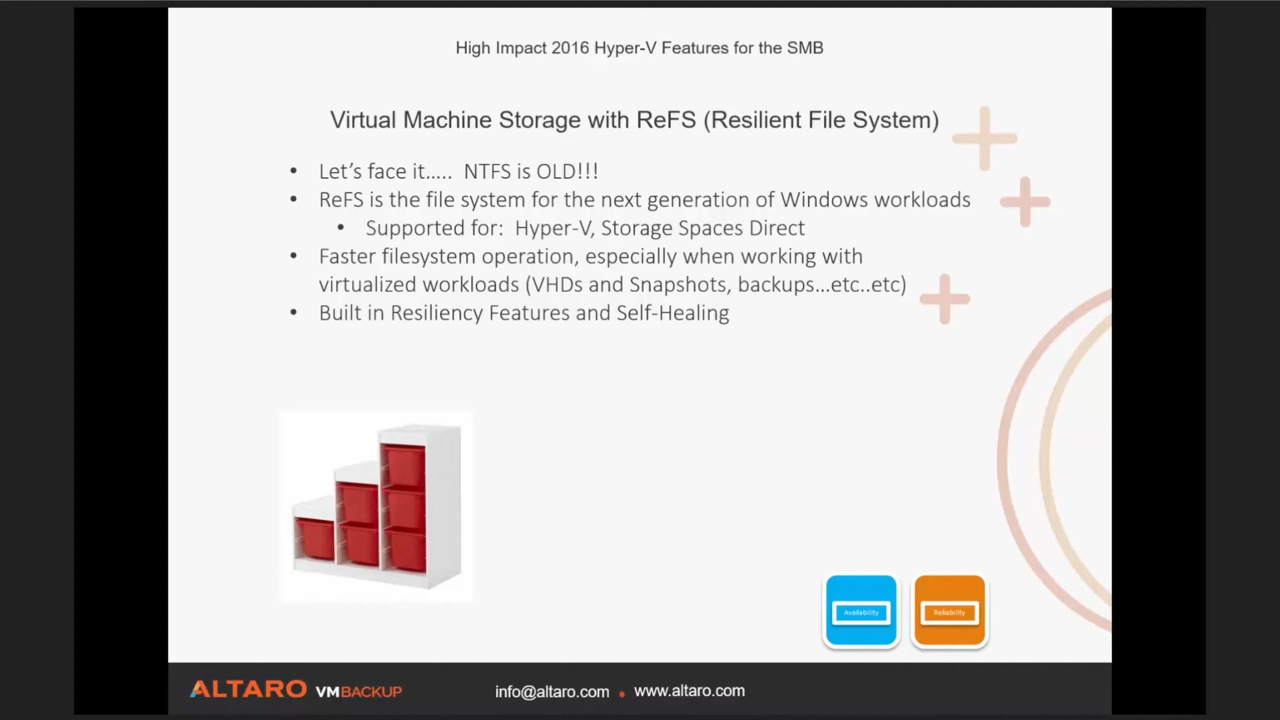 High Impact 2016 Hyper-V Features for the SMB
Virtual Machine Storage with ReFS (Resilient File System)
• Let's face it….. NTFS is OLD!!!
• ReFS is the file system for the next generation of Windows workloads
• Supported for: Hyper-V, Storage Spaces Direct
• Faster filesystem operation, especially when working with
virtualized workloads (VHDs and Snapshots, backups…etc..etc)
• Built in Resiliency Features and Self-Healing
Availability
Reliability
ALTARO VMBACKUP
info@altaro.com • www.altaro.com